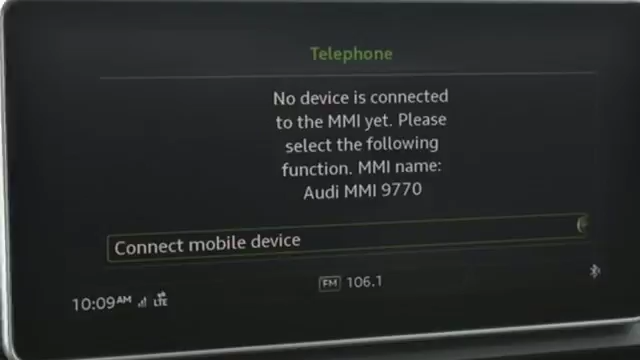 Telephone
No device is connected
to the MMI yet. Please
select the following
function. MMI name:
Audi MMI 9770
Connect mobile device
10:09AM LTE FM 106.1